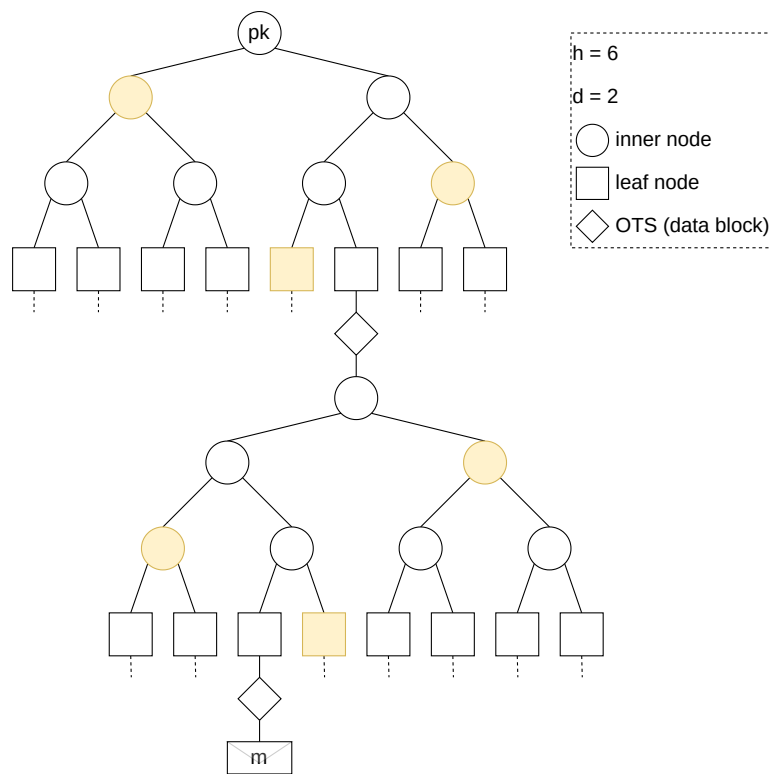 pk
h = 6
d = 2
inner node
leaf node
OTS (data block)
m